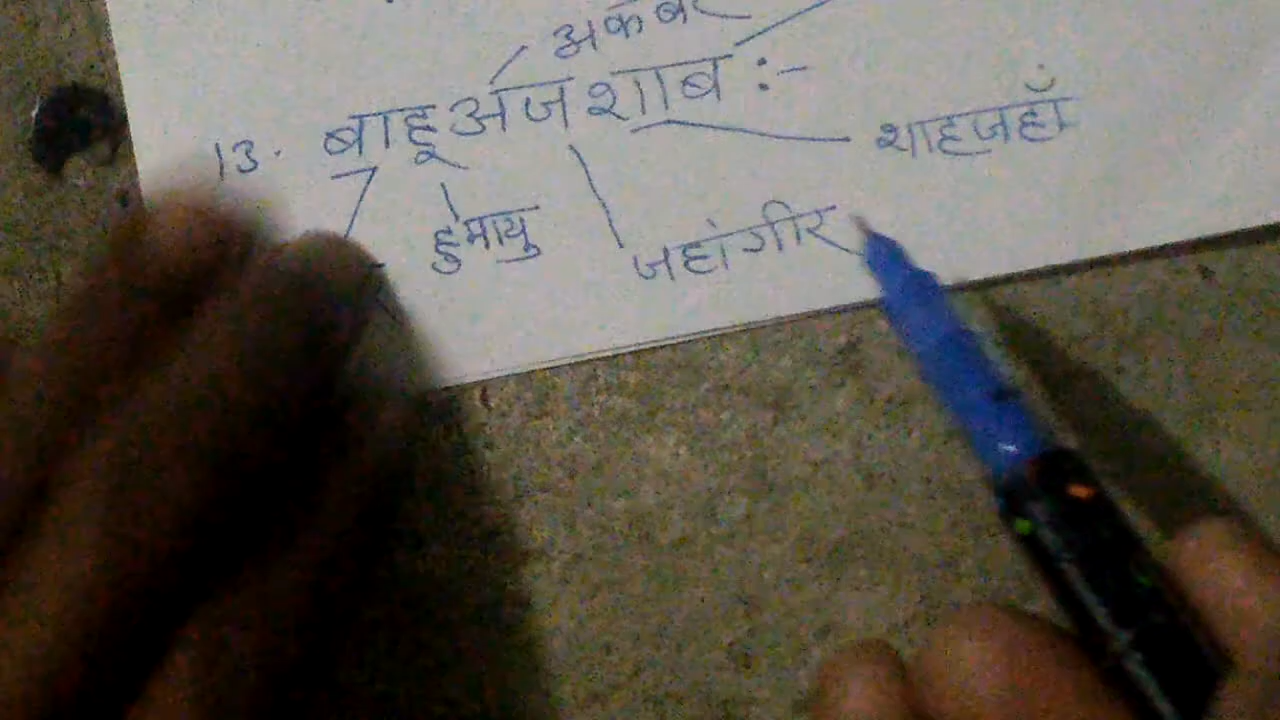 अकबर
13. बाहूअजशाब :-
शाहजहाँ
हुमायु
जहांगीर